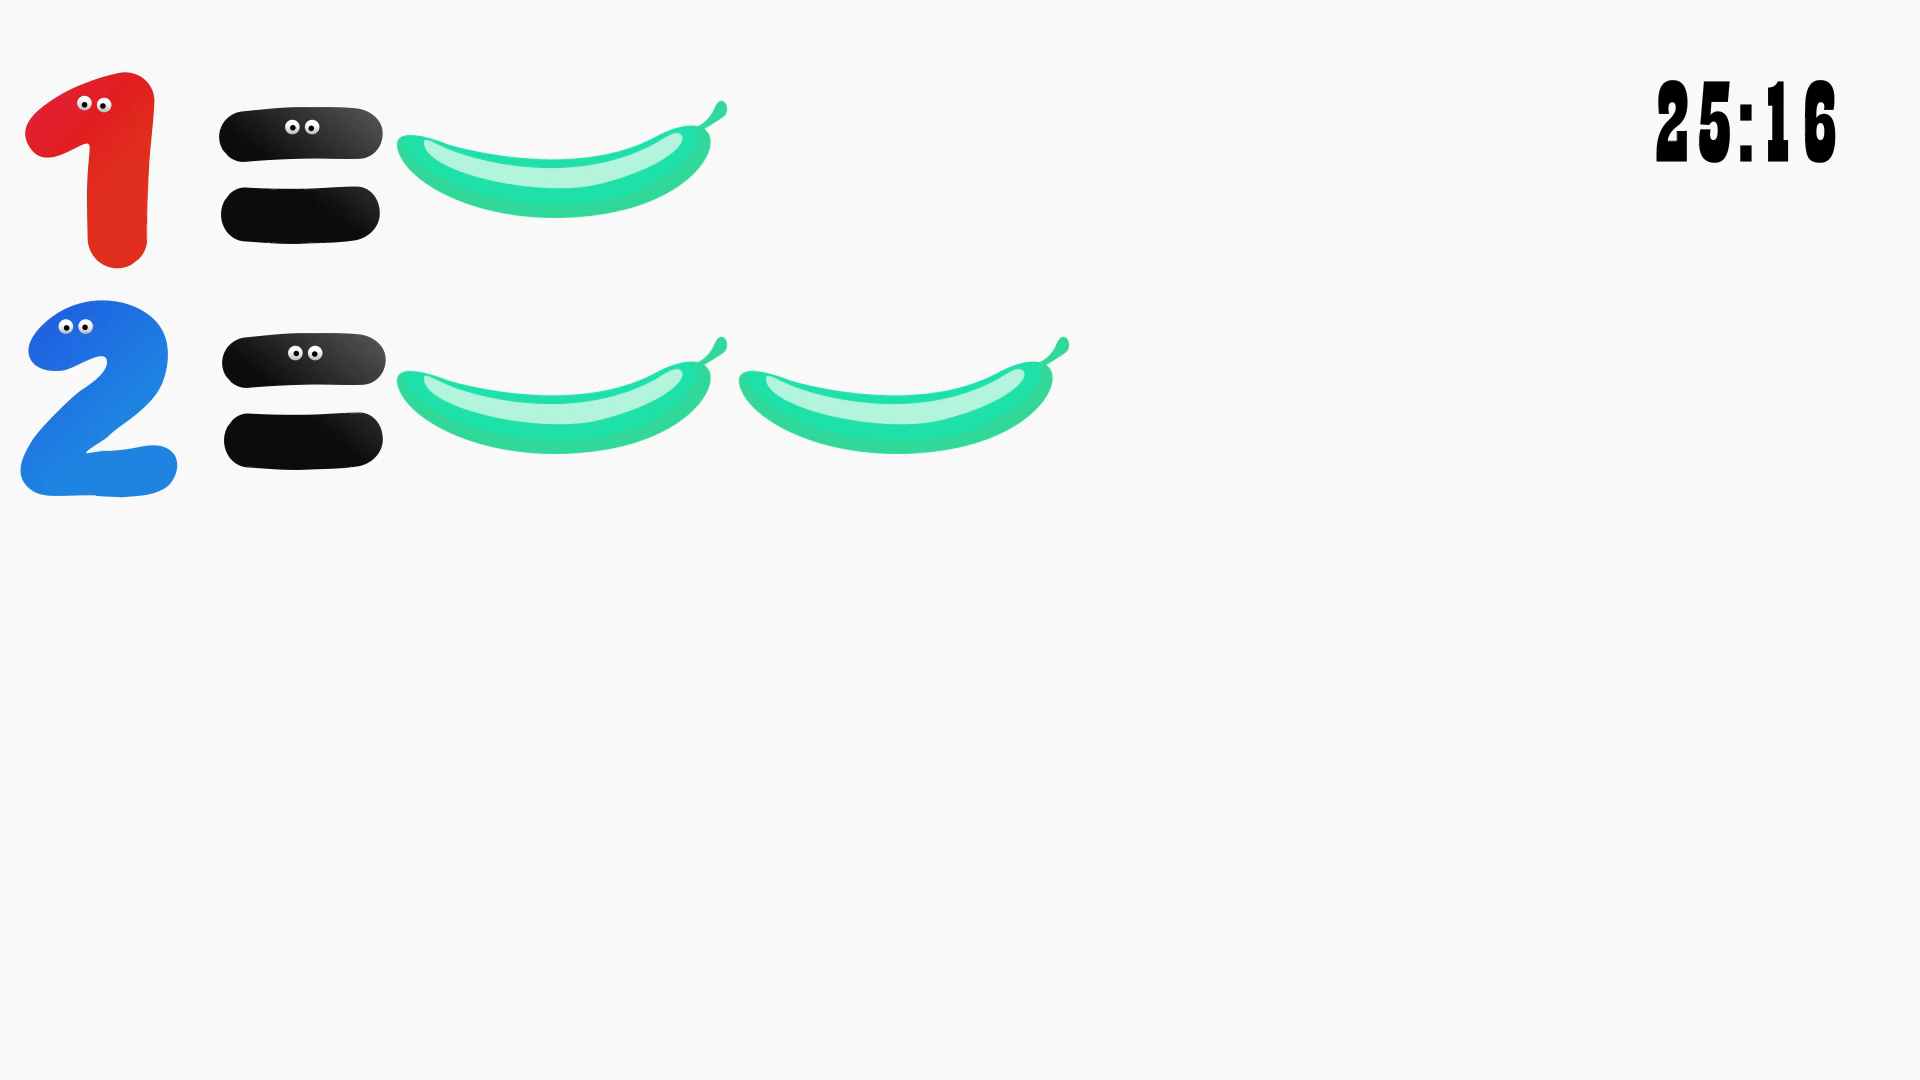 1 =
25:16
2 =